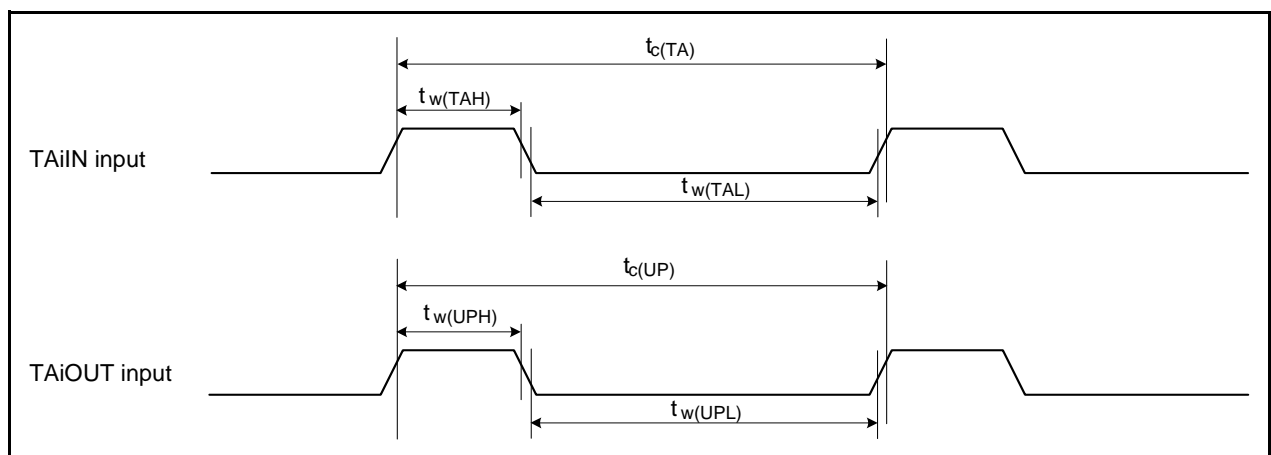 tc(TA)
tw(TAH)
TAiIN input
tw(TAL)
tc(UP)
tw(UPH)
TAiOUT input
tw(UPL)